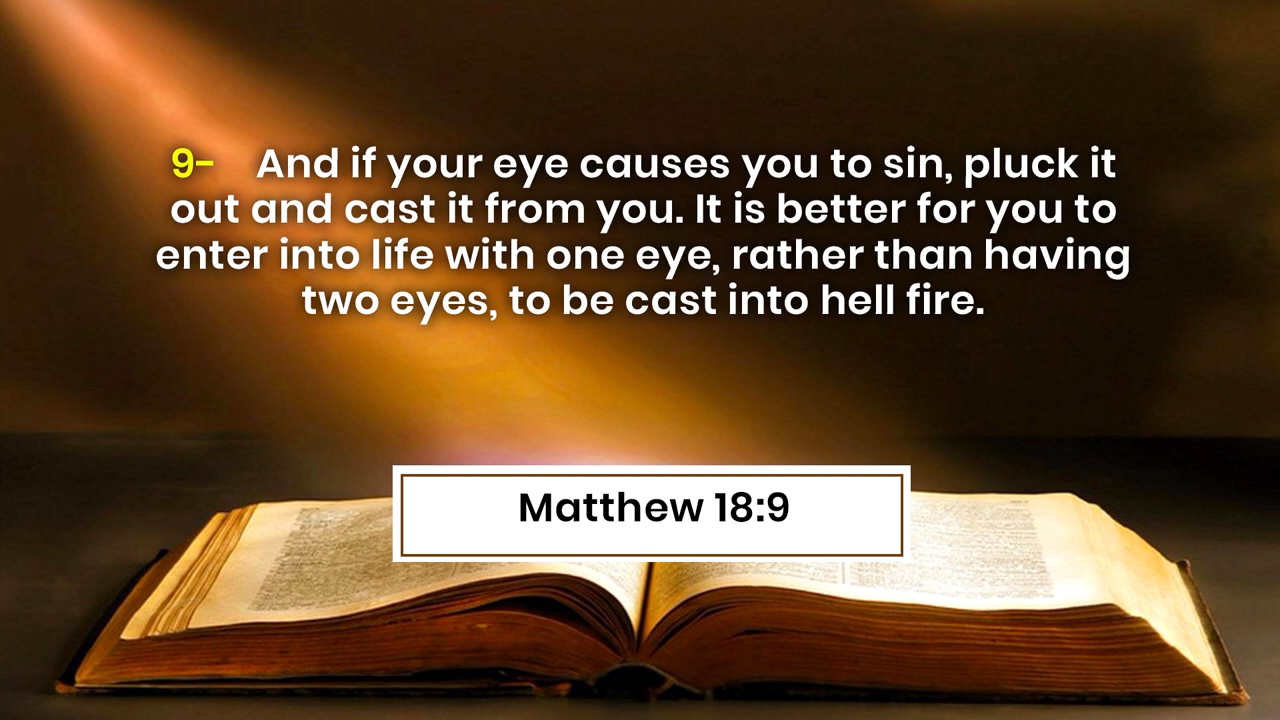 9- And if your eye causes you to sin, pluck it
out and cast it from you. It is better for you to
enter into life with one eye, rather than having
two eyes, to be cast into hell fire.
Matthew 18:9